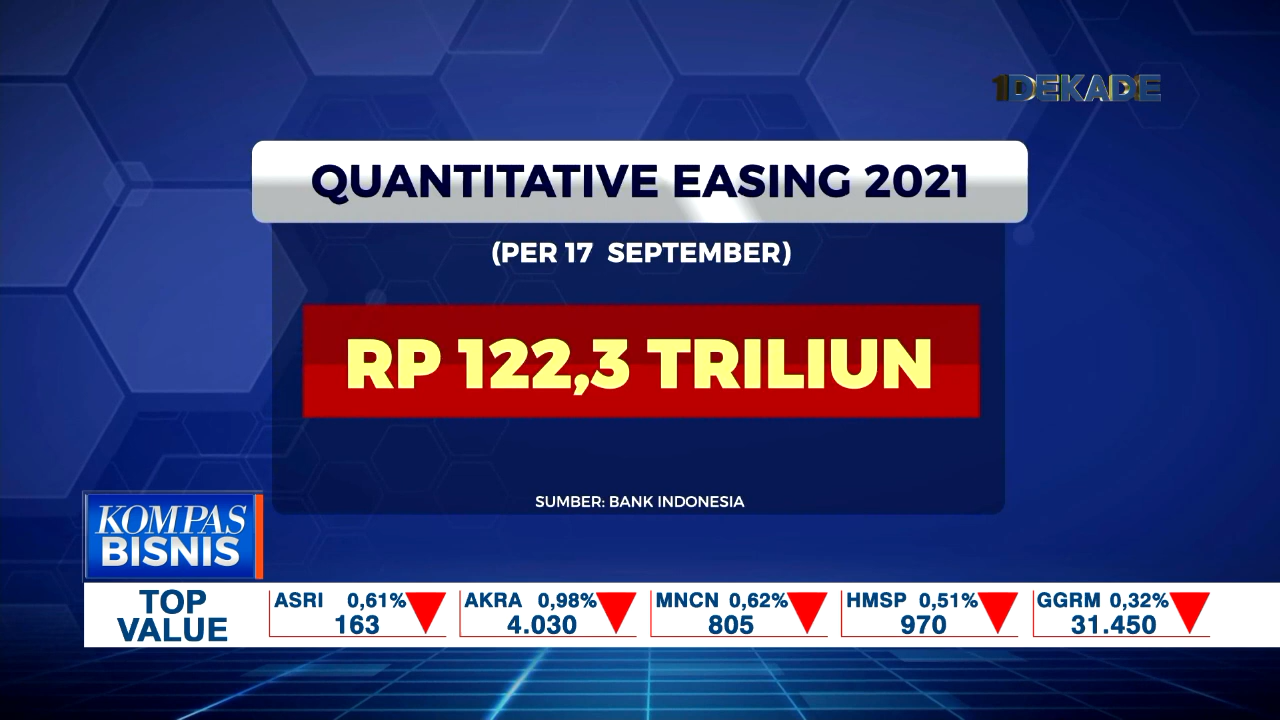 1DEKADE
QUANTITATIVE EASING 2021
(PER 17 SEPTEMBER)
RP 122,3 TRILIUN
SUMBER: BANK INDONESIA
KOMPAS
BISNIS
TOP
VALUE
ASRI 0,61%
163
AKRA 0,98%
4.030
MNCN 0,62%
805
HMSP 0,51%
970
GGRM 0,32%
31.450